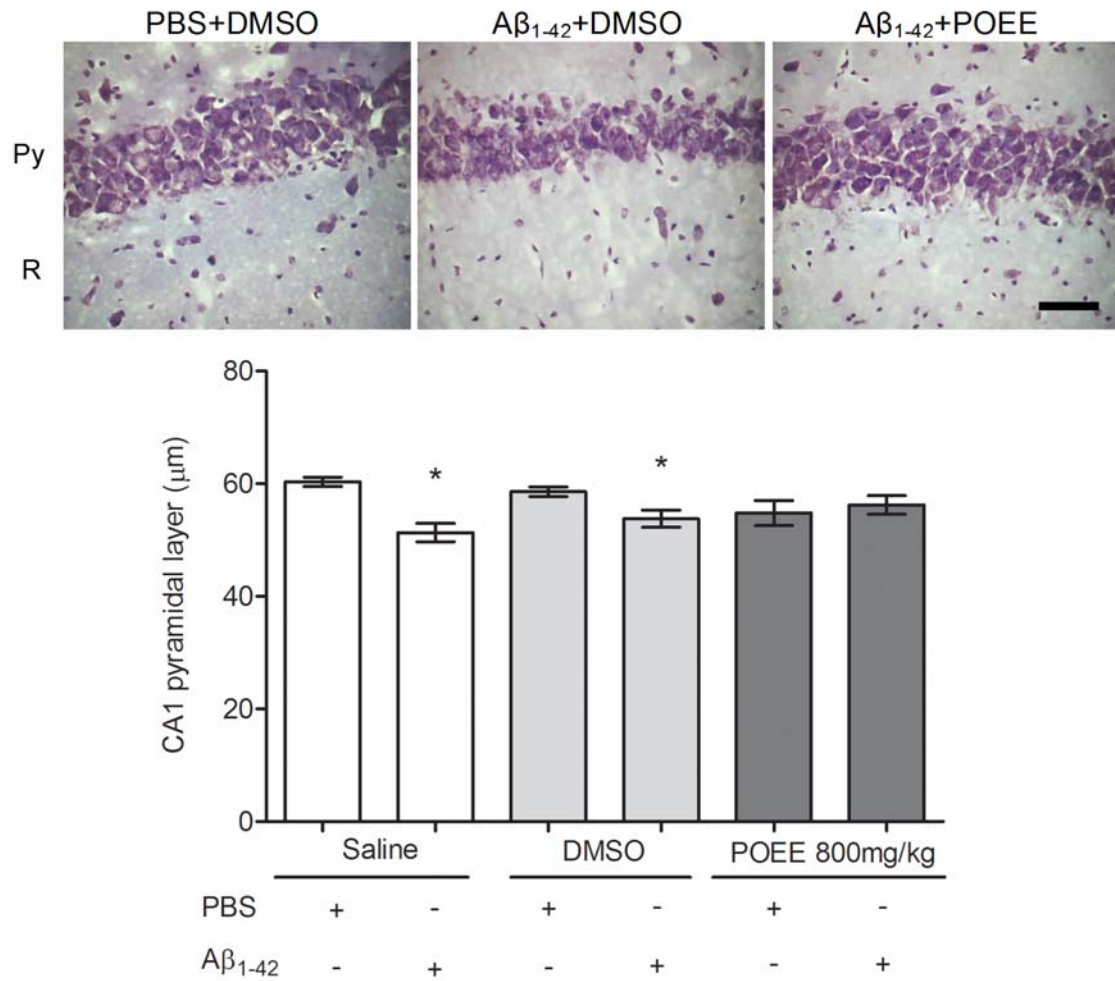 PBS+DMSO Aβ1-42+DMSO Aβ1-42+POEE
Py
R
80
60
40
20
0
CA1 pyramidal layer (μm)
* *
Saline DMSO POEE 800mg/kg
PBS + - + - + -
Aβ1-42 - + - + - +